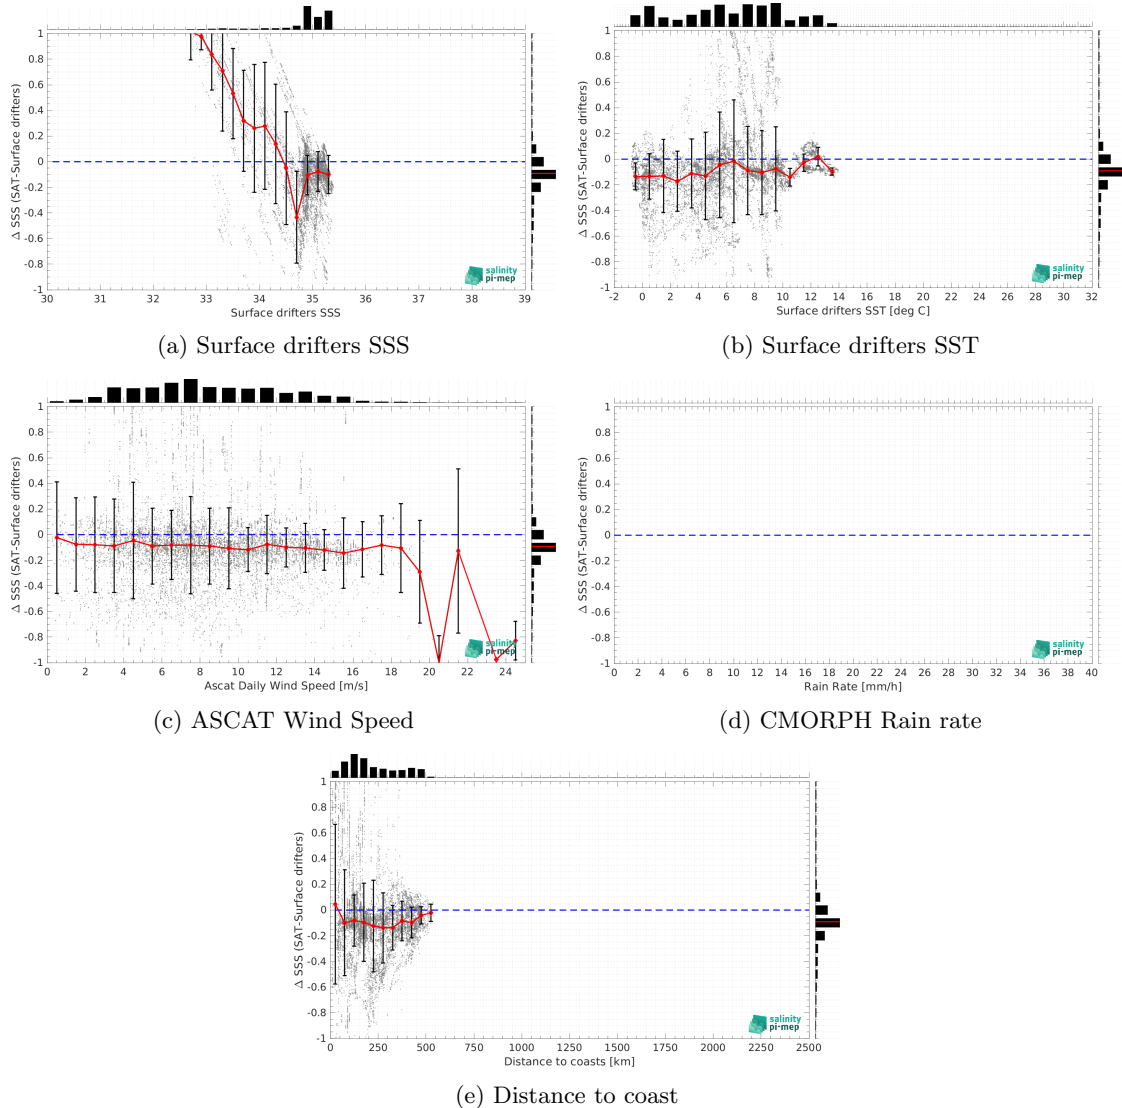 1
0.8
0.6
0.4
0.2
0
-0.2
-0.4
-0.6
-0.8
-1
Δ SSS (SAT-Surface drifters)
salinity
pi-mep
30 31 32 33 34 35 36 37 38 39
Surface drifters SSS
(a) Surface drifters SSS
1
0.8
0.6
0.4
0.2
0
-0.2
-0.4
-0.6
-0.8
-1
Δ SSS (SAT-Surface drifters)
salinity
pi-mep
-2 0 2 4 6 8 10 12 14 16 18 20 22 24 26 28 30 32
Surface drifters SST [deg C]
(b) Surface drifters SST
1
0.8
0.6
0.4
0.2
0
-0.2
-0.4
-0.6
-0.8
-1
Δ SSS (SAT-Surface drifters)
salinity
pi-mep
0 2 4 6 8 10 12 14 16 18 20 22 24
Ascat Daily Wind Speed [m/s]
(c) ASCAT Wind Speed
1
0.8
0.6
0.4
0.2
0
-0.2
-0.4
-0.6
-0.8
-1
Δ SSS (SAT-Surface drifters)
salinity
pi-mep
0 2 4 6 8 10 12 14 16 18 20 22 24 26 28 30 32 34 36 38 40
Rain Rate [mm/h]
(d) CMORPH Rain rate
1
0.8
0.6
0.4
0.2
0
-0.2
-0.4
-0.6
-0.8
-1
Δ SSS (SAT-Surface drifters)
salinity
pi-mep
0 250 500 750 1000 1250 1500 1750 2000 2250 2500
Distance to coasts [km]
(e) Distance to coast